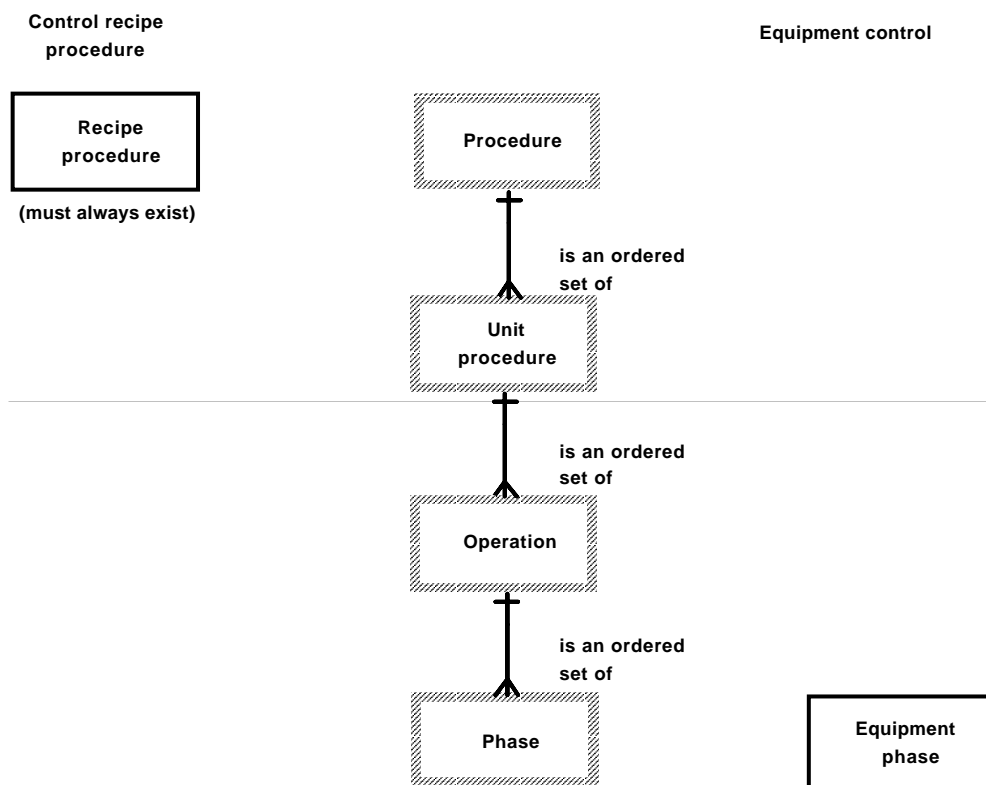 Control recipe
procedure
Equipment control
Recipe
procedure
(must always exist)
Procedure
is an ordered
set of
Unit
procedure
is an ordered
set of
Operation
is an ordered
set of
Phase
Equipment
phase